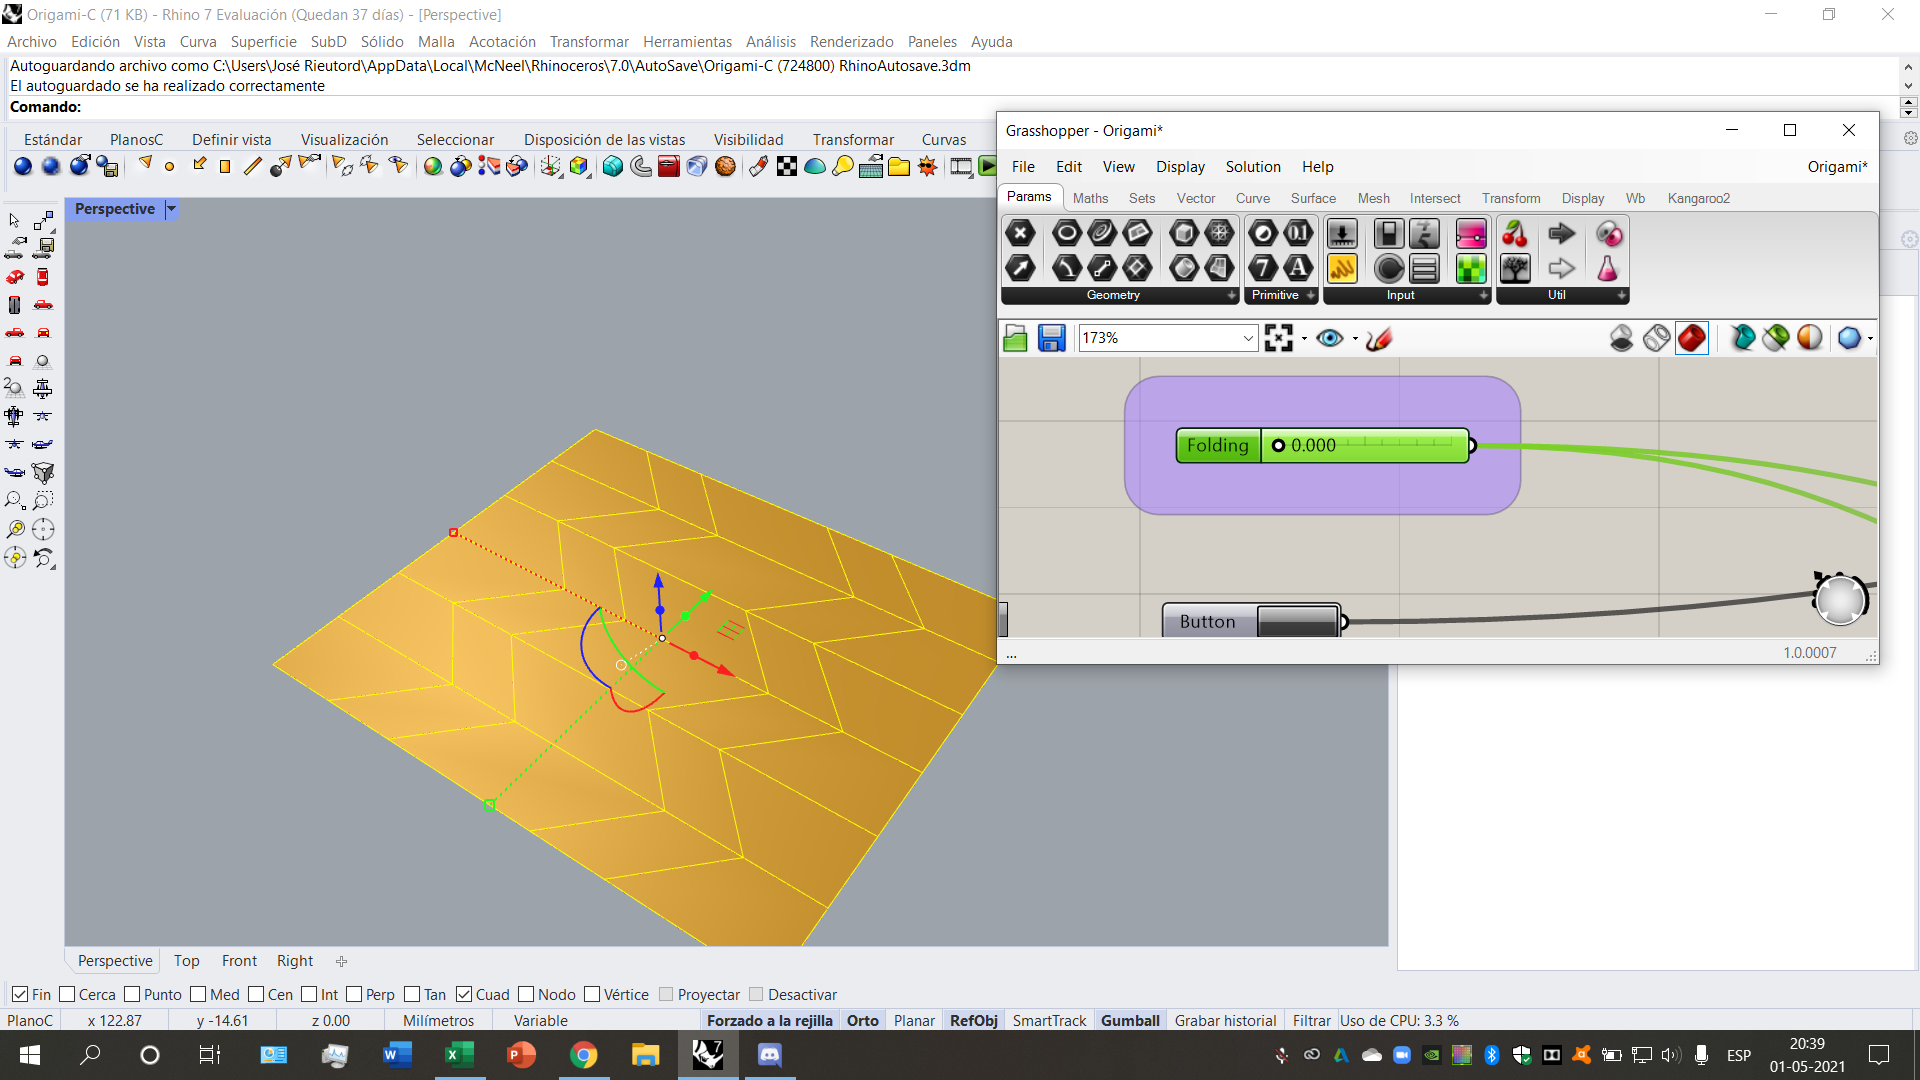 Origami-C (71 KB) - Rhino 7 Evaluación (Quedan 37 días) - [Perspective]
Archivo Edición Vista Curva Superficie SubD Sólido Malla Acotación Transformar Herramientas Análisis Renderizado Paneles Ayuda
Autoguardando archivo como C:\Users\José Rieutord\AppData\Local\McNeel\Rhinoceros\7.0\AutoSave\Origami-C (724800) RhinoAutosave.3dm
El autoguardado se ha realizado correctamente
Comando:
Estándar PlanosC Definir vista Visualización Seleccionar Disposición de las vistas Visibilidad Transformar Curvas
Perspective
Grasshopper - Origami*
File Edit View Display Solution Help Origami*
Params Maths Sets Vector Curve Surface Mesh Intersect Transform Display Wb Kangaroo2
Geometry Primitive Input Util
173%
Folding 0.000
Button
... 1.0.0007
Perspective Top Front Right
Fin Cerca Punto Med Cen Int Perp Tan Cuad Nodo Vértice Proyectar Desactivar
PlanoC x 122.87 y -14.61 z 0.00 Milímetros Variable Forzado a la rejilla Orto Planar RefObj SmartTrack Gumball Grabar historial Filtrar Uso de CPU: 3.3 %
ESP
20:39
01-05-2021